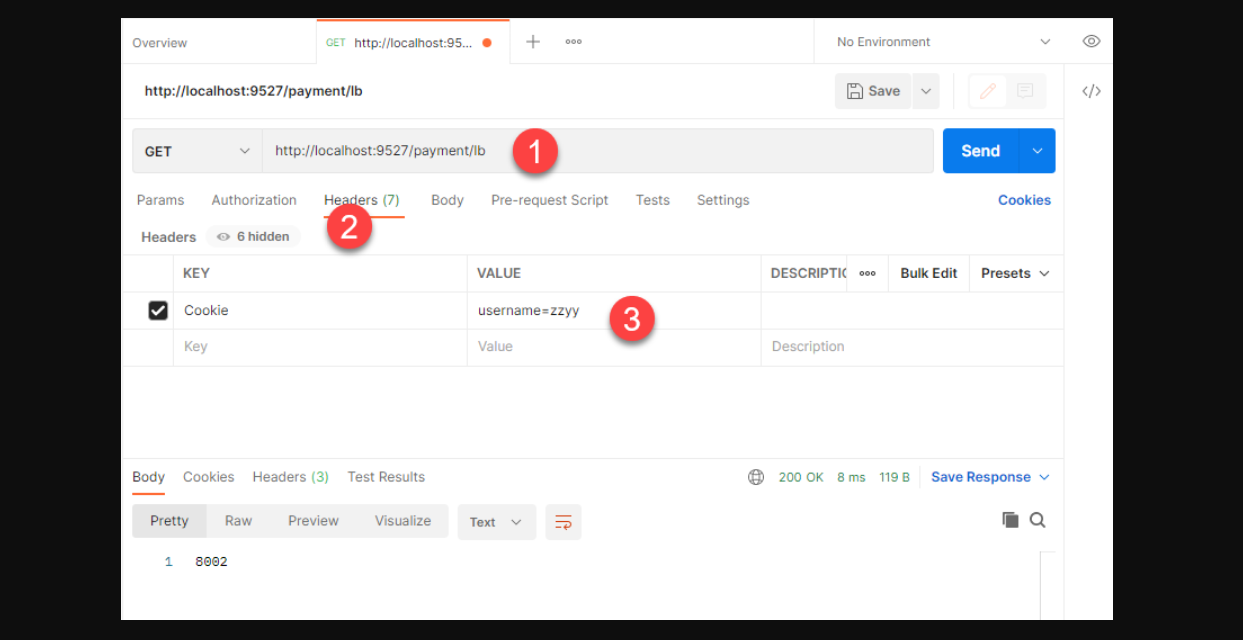 Overview GET http://localhost:95... No Environment
http://localhost:9527/payment/lb Save </>
GET http://localhost:9527/payment/lb 1 Send
Params Authorization Headers (7) Body Pre-request Script Tests Settings Cookies
2
Headers 6 hidden
KEY VALUE DESCRIPTIO Bulk Edit Presets
Cookie username=zzyy 3
Key Value Description
Body Cookies Headers (3) Test Results 200 OK 8 ms 119 B Save Response
Pretty Raw Preview Visualize Text
1 8002